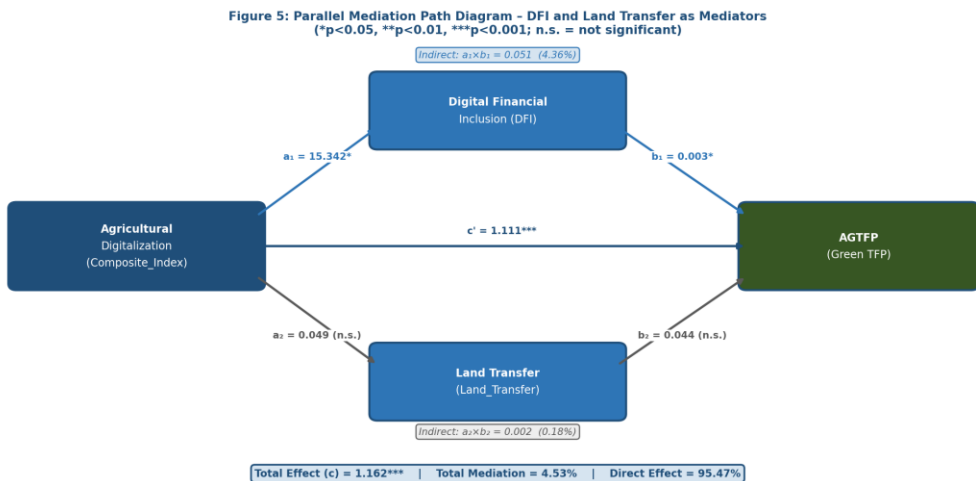 Figure 5: Parallel Mediation Path Diagram – DFI and Land Transfer as Mediators
(*p<0.05, **p<0.01, ***p<0.001; n.s. = not significant)
Indirect: a₁×b₁ = 0.051 (4.36%)
Digital Financial
Inclusion (DFI)
a₁ = 15.342*
b₁ = 0.003*
Agricultural
Digitalization
(Composite_Index)
c' = 1.111***
AGTFP
(Green TFP)
a₂ = 0.049 (n.s.)
b₂ = 0.044 (n.s.)
Land Transfer
(Land_Transfer)
Indirect: a₂×b₂ = 0.002 (0.18%)
Total Effect (c) = 1.162*** | Total Mediation = 4.53% | Direct Effect = 95.47%